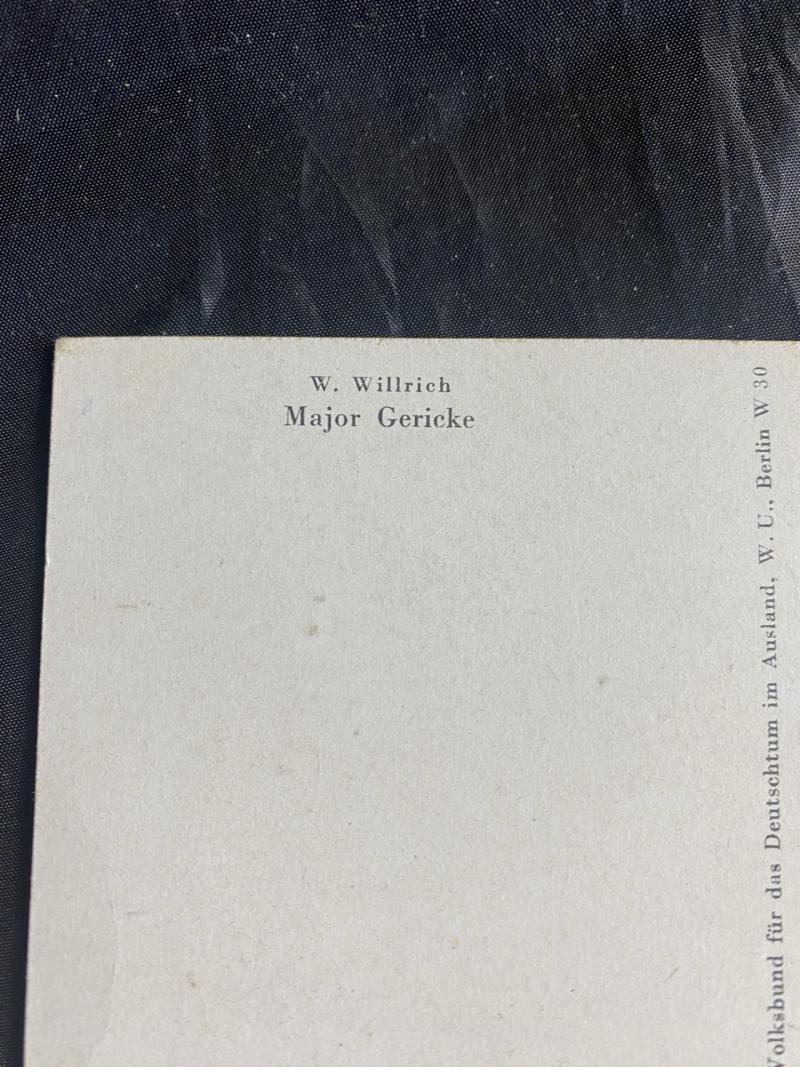 W. Willrich
Major Gericke
Volksbund für das Deutschtum im Ausland, W. U., Berlin W 30